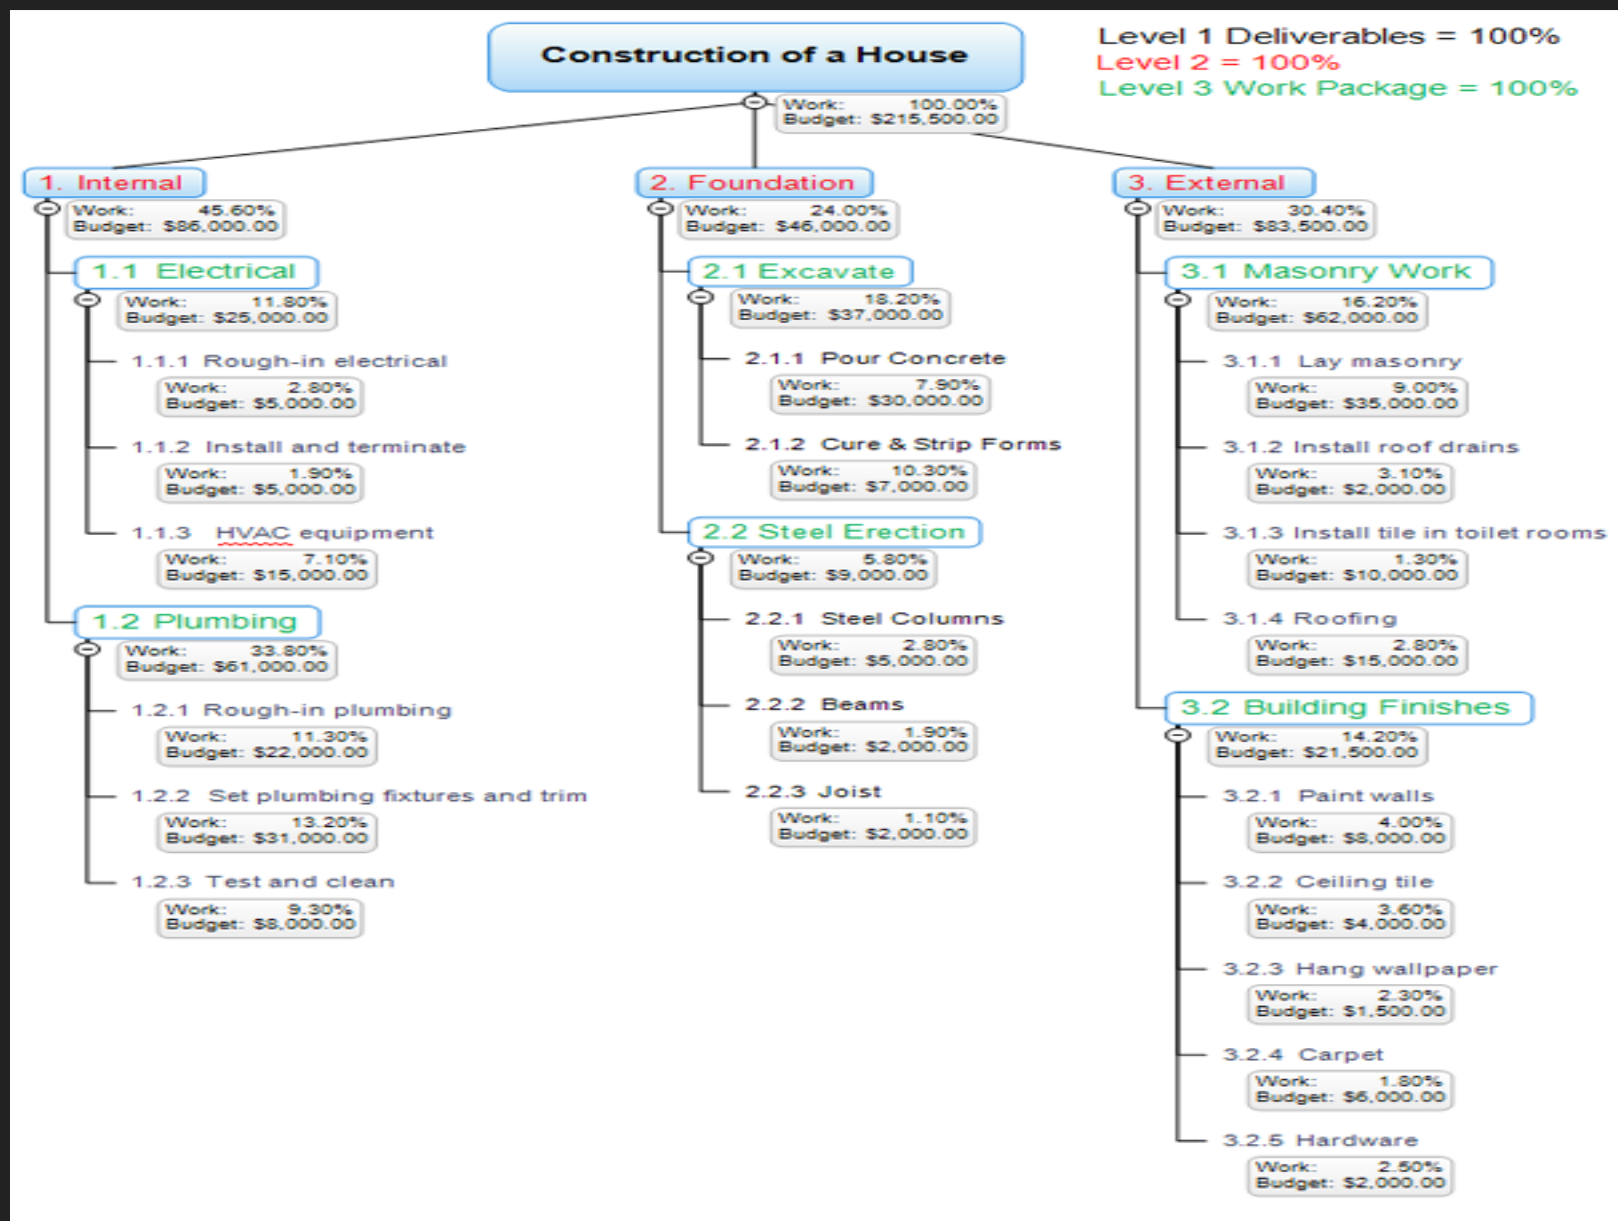 Construction of a House
Level 1 Deliverables = 100%
Level 2 = 100%
Level 3 Work Package = 100%
Work: 100.00%
Budget: $215,500.00
1. Internal
Work: 45.60%
Budget: $86,000.00
1.1 Electrical
Work: 11.80%
Budget: $25,000.00
1.1.1 Rough-in electrical
Work: 2.80%
Budget: $5,000.00
1.1.2 Install and terminate
Work: 1.90%
Budget: $5,000.00
1.1.3 HVAC equipment
Work: 7.10%
Budget: $15,000.00
1.2 Plumbing
Work: 33.80%
Budget: $61,000.00
1.2.1 Rough-in plumbing
Work: 11.30%
Budget: $22,000.00
1.2.2 Set plumbing fixtures and trim
Work: 13.20%
Budget: $31,000.00
1.2.3 Test and clean
Work: 9.30%
Budget: $8,000.00
2. Foundation
Work: 24.00%
Budget: $46,000.00
2.1 Excavate
Work: 18.20%
Budget: $37,000.00
2.1.1 Pour Concrete
Work: 7.90%
Budget: $30,000.00
2.1.2 Cure & Strip Forms
Work: 10.30%
Budget: $7,000.00
2.2 Steel Erection
Work: 5.80%
Budget: $9,000.00
2.2.1 Steel Columns
Work: 2.80%
Budget: $5,000.00
2.2.2 Beams
Work: 1.90%
Budget: $2,000.00
2.2.3 Joist
Work: 1.10%
Budget: $2,000.00
3. External
Work: 30.40%
Budget: $83,500.00
3.1 Masonry Work
Work: 16.20%
Budget: $62,000.00
3.1.1 Lay masonry
Work: 9.00%
Budget: $35,000.00
3.1.2 Install roof drains
Work: 3.10%
Budget: $2,000.00
3.1.3 Install tile in toilet rooms
Work: 1.30%
Budget: $10,000.00
3.1.4 Roofing
Work: 2.80%
Budget: $15,000.00
3.2 Building Finishes
Work: 14.20%
Budget: $21,500.00
3.2.1 Paint walls
Work: 4.00%
Budget: $8,000.00
3.2.2 Ceiling tile
Work: 3.60%
Budget: $4,000.00
3.2.3 Hang wallpaper
Work: 2.30%
Budget: $1,500.00
3.2.4 Carpet
Work: 1.80%
Budget: $6,000.00
3.2.5 Hardware
Work: 2.50%
Budget: $2,000.00